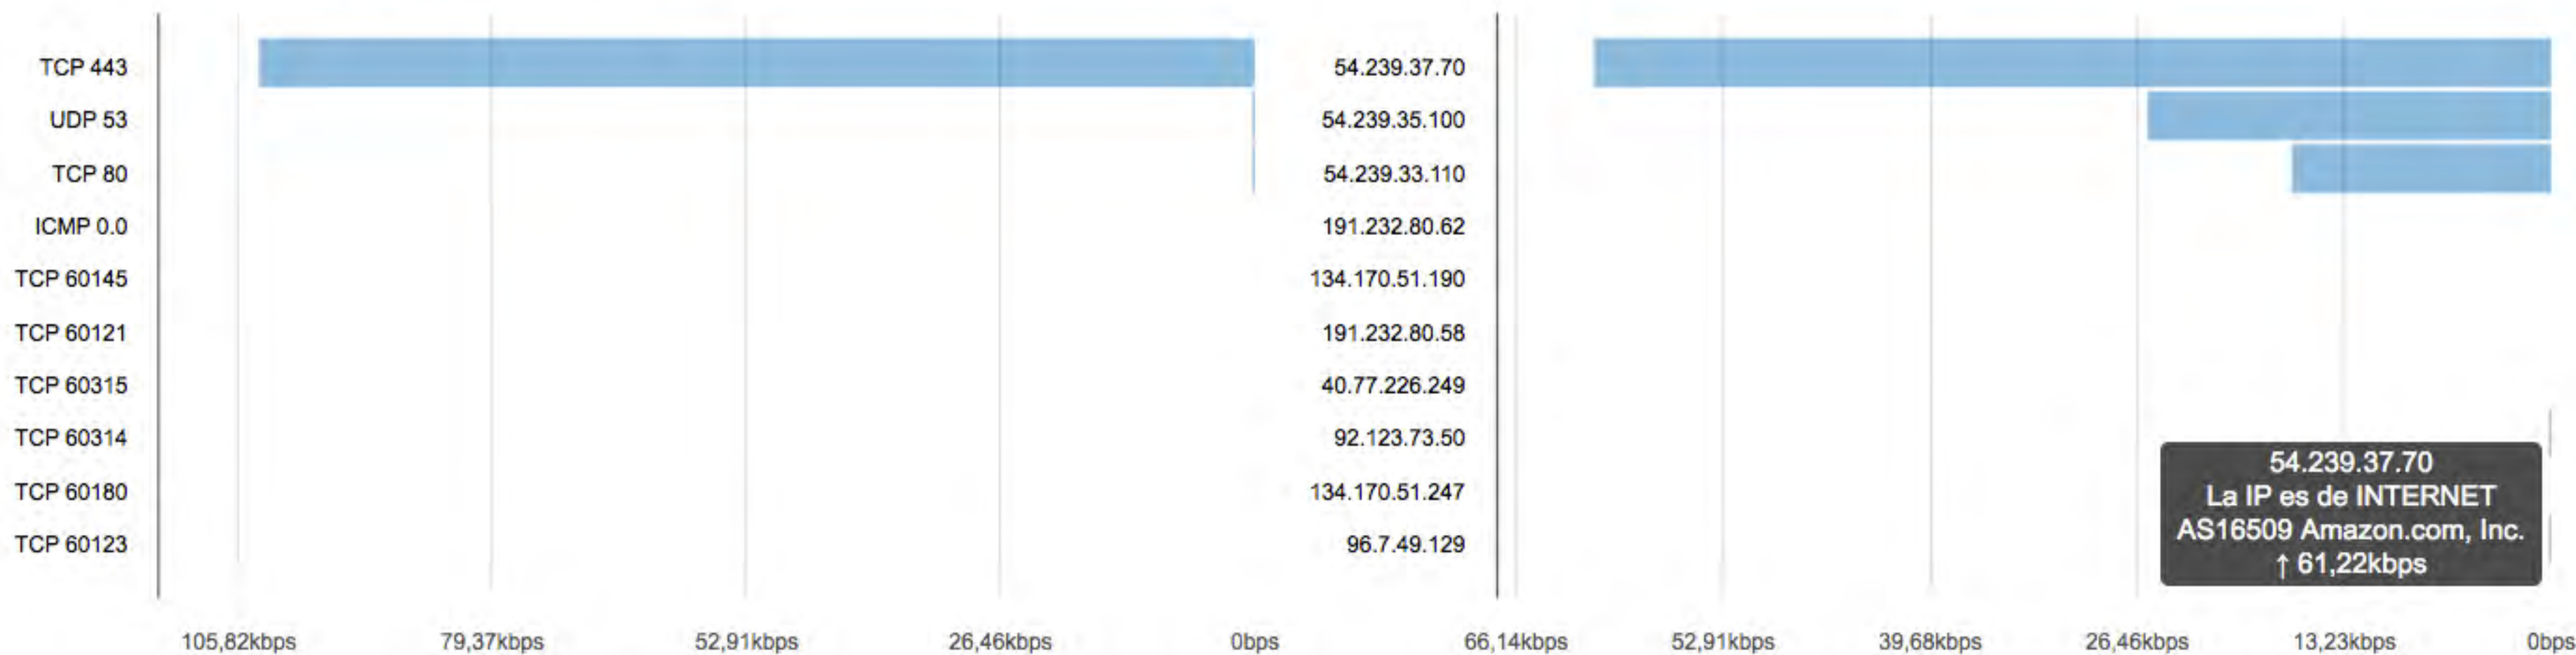 TCP 443
UDP 53
TCP 80
ICMP 0.0
TCP 60145
TCP 60121
TCP 60315
TCP 60314
TCP 60180
TCP 60123
105,82kbps 79,37kbps 52,91kbps 26,46kbps 0bps
54.239.37.70
54.239.35.100
54.239.33.110
191.232.80.62
134.170.51.190
191.232.80.58
40.77.226.249
92.123.73.50
134.170.51.247
96.7.49.129
54.239.37.70
La IP es de INTERNET
AS16509 Amazon.com, Inc.
↑ 61,22kbps
66,14kbps 52,91kbps 39,68kbps 26,46kbps 13,23kbps 0bps